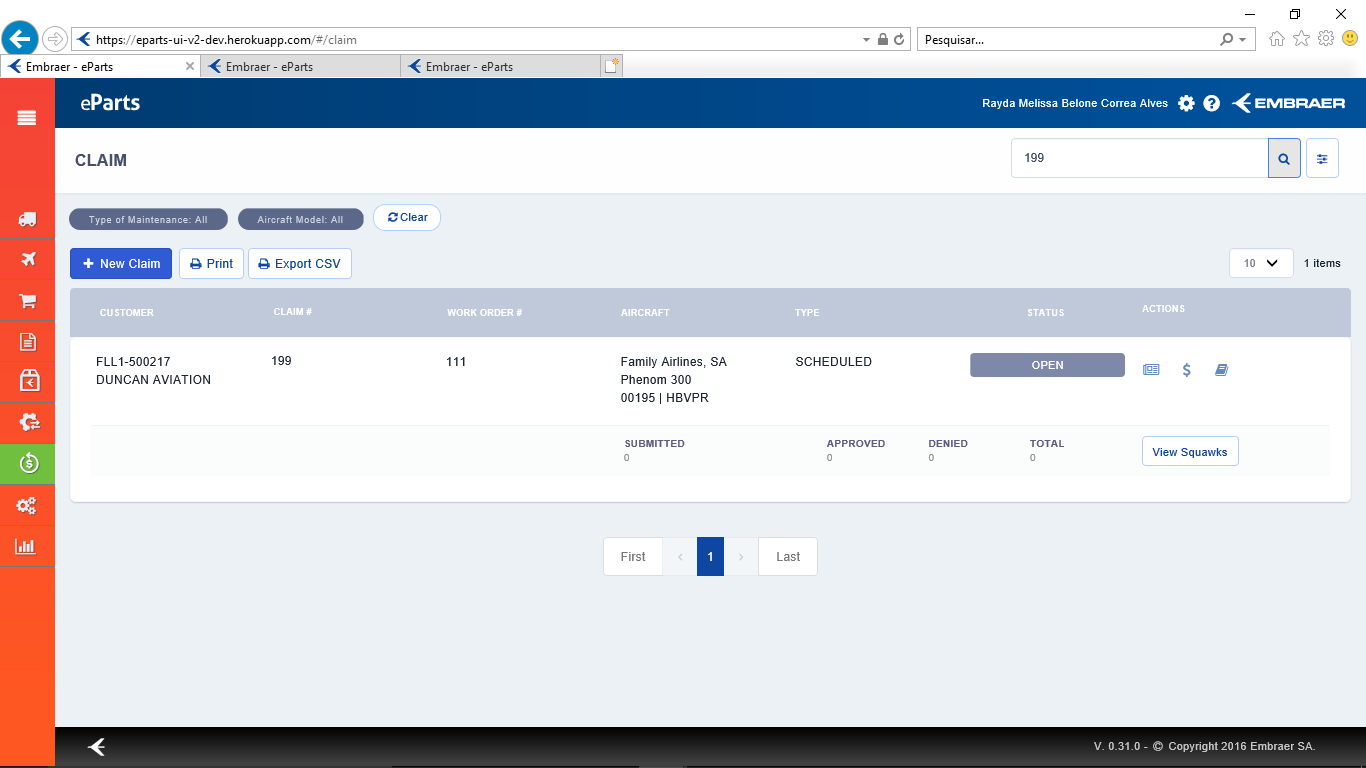 https://eparts-ui-v2-dev.herokuapp.com/#/claim
Pesquisar...
Embraer - eParts
Embraer - eParts
Embraer - eParts
eParts
Rayda Melissa Belone Correa Alves
EMBRAER
CLAIM
199
Type of Maintenance: All
Aircraft Model: All
Clear
New Claim
Print
Export CSV
10
1 items
CUSTOMER
CLAIM #
WORK ORDER #
AIRCRAFT
TYPE
STATUS
ACTIONS
FLL1-500217
DUNCAN AVIATION
199
111
Family Airlines, SA
Phenom 300
00195 | HBVPR
SCHEDULED
OPEN
SUBMITTED
0
APPROVED
0
DENIED
0
TOTAL
0
View Squawks
First
‹
1
›
Last
V. 0.31.0 - © Copyright 2016 Embraer SA.